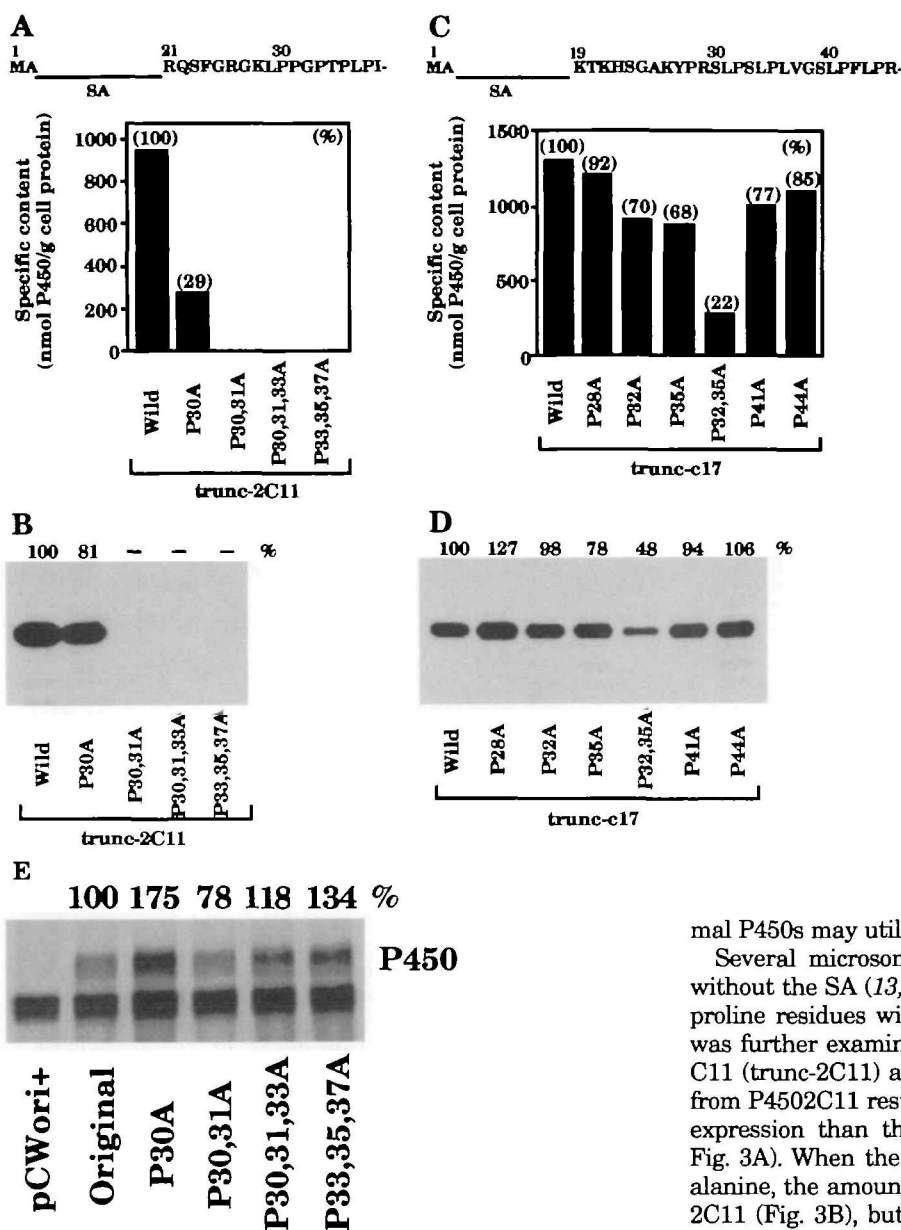 A
1 21 30
MA RQSFGRGKLPPGPTPLPI-
SA
Specific content
(nmol P450/g cell protein)
1000
800
600
400
200
0
(100)
(29)
(%)
Wild
P30A
P30,31A
P30,31,33A
P33,35,37A
trunc-2C11
C
1 19 30 40
MA KTKHSGAKYPRSLPSLPLVGSLPFLPR-
SA
Specific content
(nmol P450/g cell protein)
1500
1000
500
0
(100)
(92)
(70)
(68)
(22)
(77)
(85)
(%)
Wild
P28A
P32A
P35A
P32,35A
P41A
P44A
trunc-c17
B
100 81 – – – %
Wild
P30A
P30,31A
P30,31,33A
P33,35,37A
trunc-2C11
D
100 127 98 78 48 94 106 %
Wild
P28A
P32A
P35A
P32,35A
P41A
P44A
trunc-c17
E
100 175 78 118 134 %
P450
pCWori+
Original
P30A
P30,31A
P30,31,33A
P33,35,37A
mal P450s may util
Several microsom
without the SA (13,
proline residues wi
was further examin
C11 (trunc-2C11) a
from P4502C11 rest
expression than th
Fig. 3A). When the
alanine, the amoun
2C11 (Fig. 3B), but